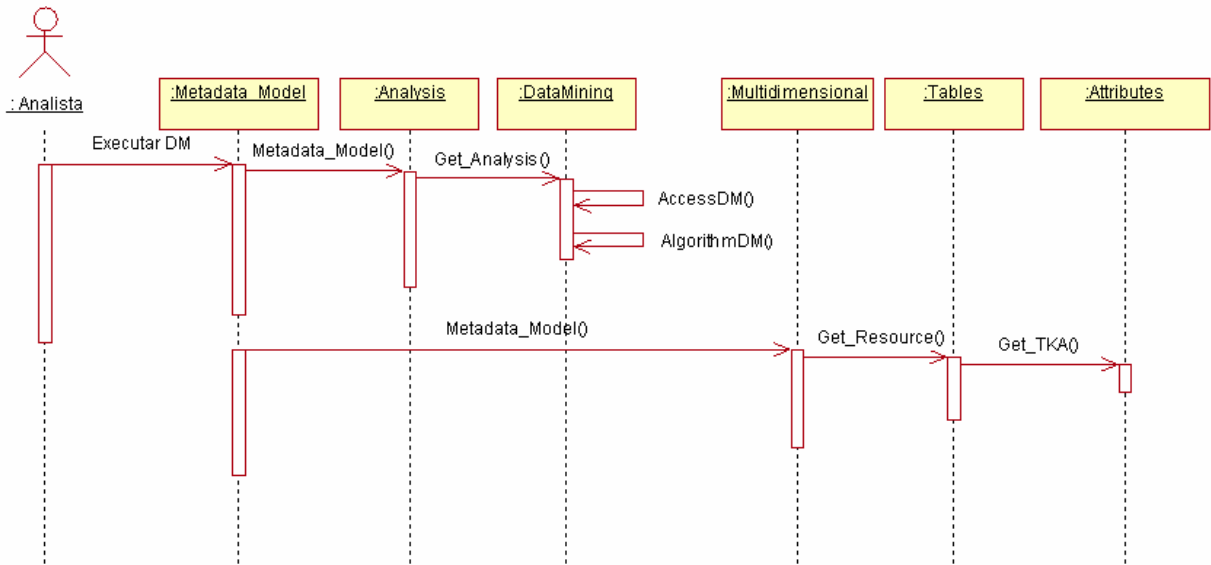 : Analista
:Metadata_Model
:Analysis
:DataMining
:Multidimensional
:Tables
:Attributes
Executar DM
Metadata_Model()
Get_Analysis()
AccessDM()
AlgorithmDM()
Metadata_Model()
Get_Resource()
Get_TKA()